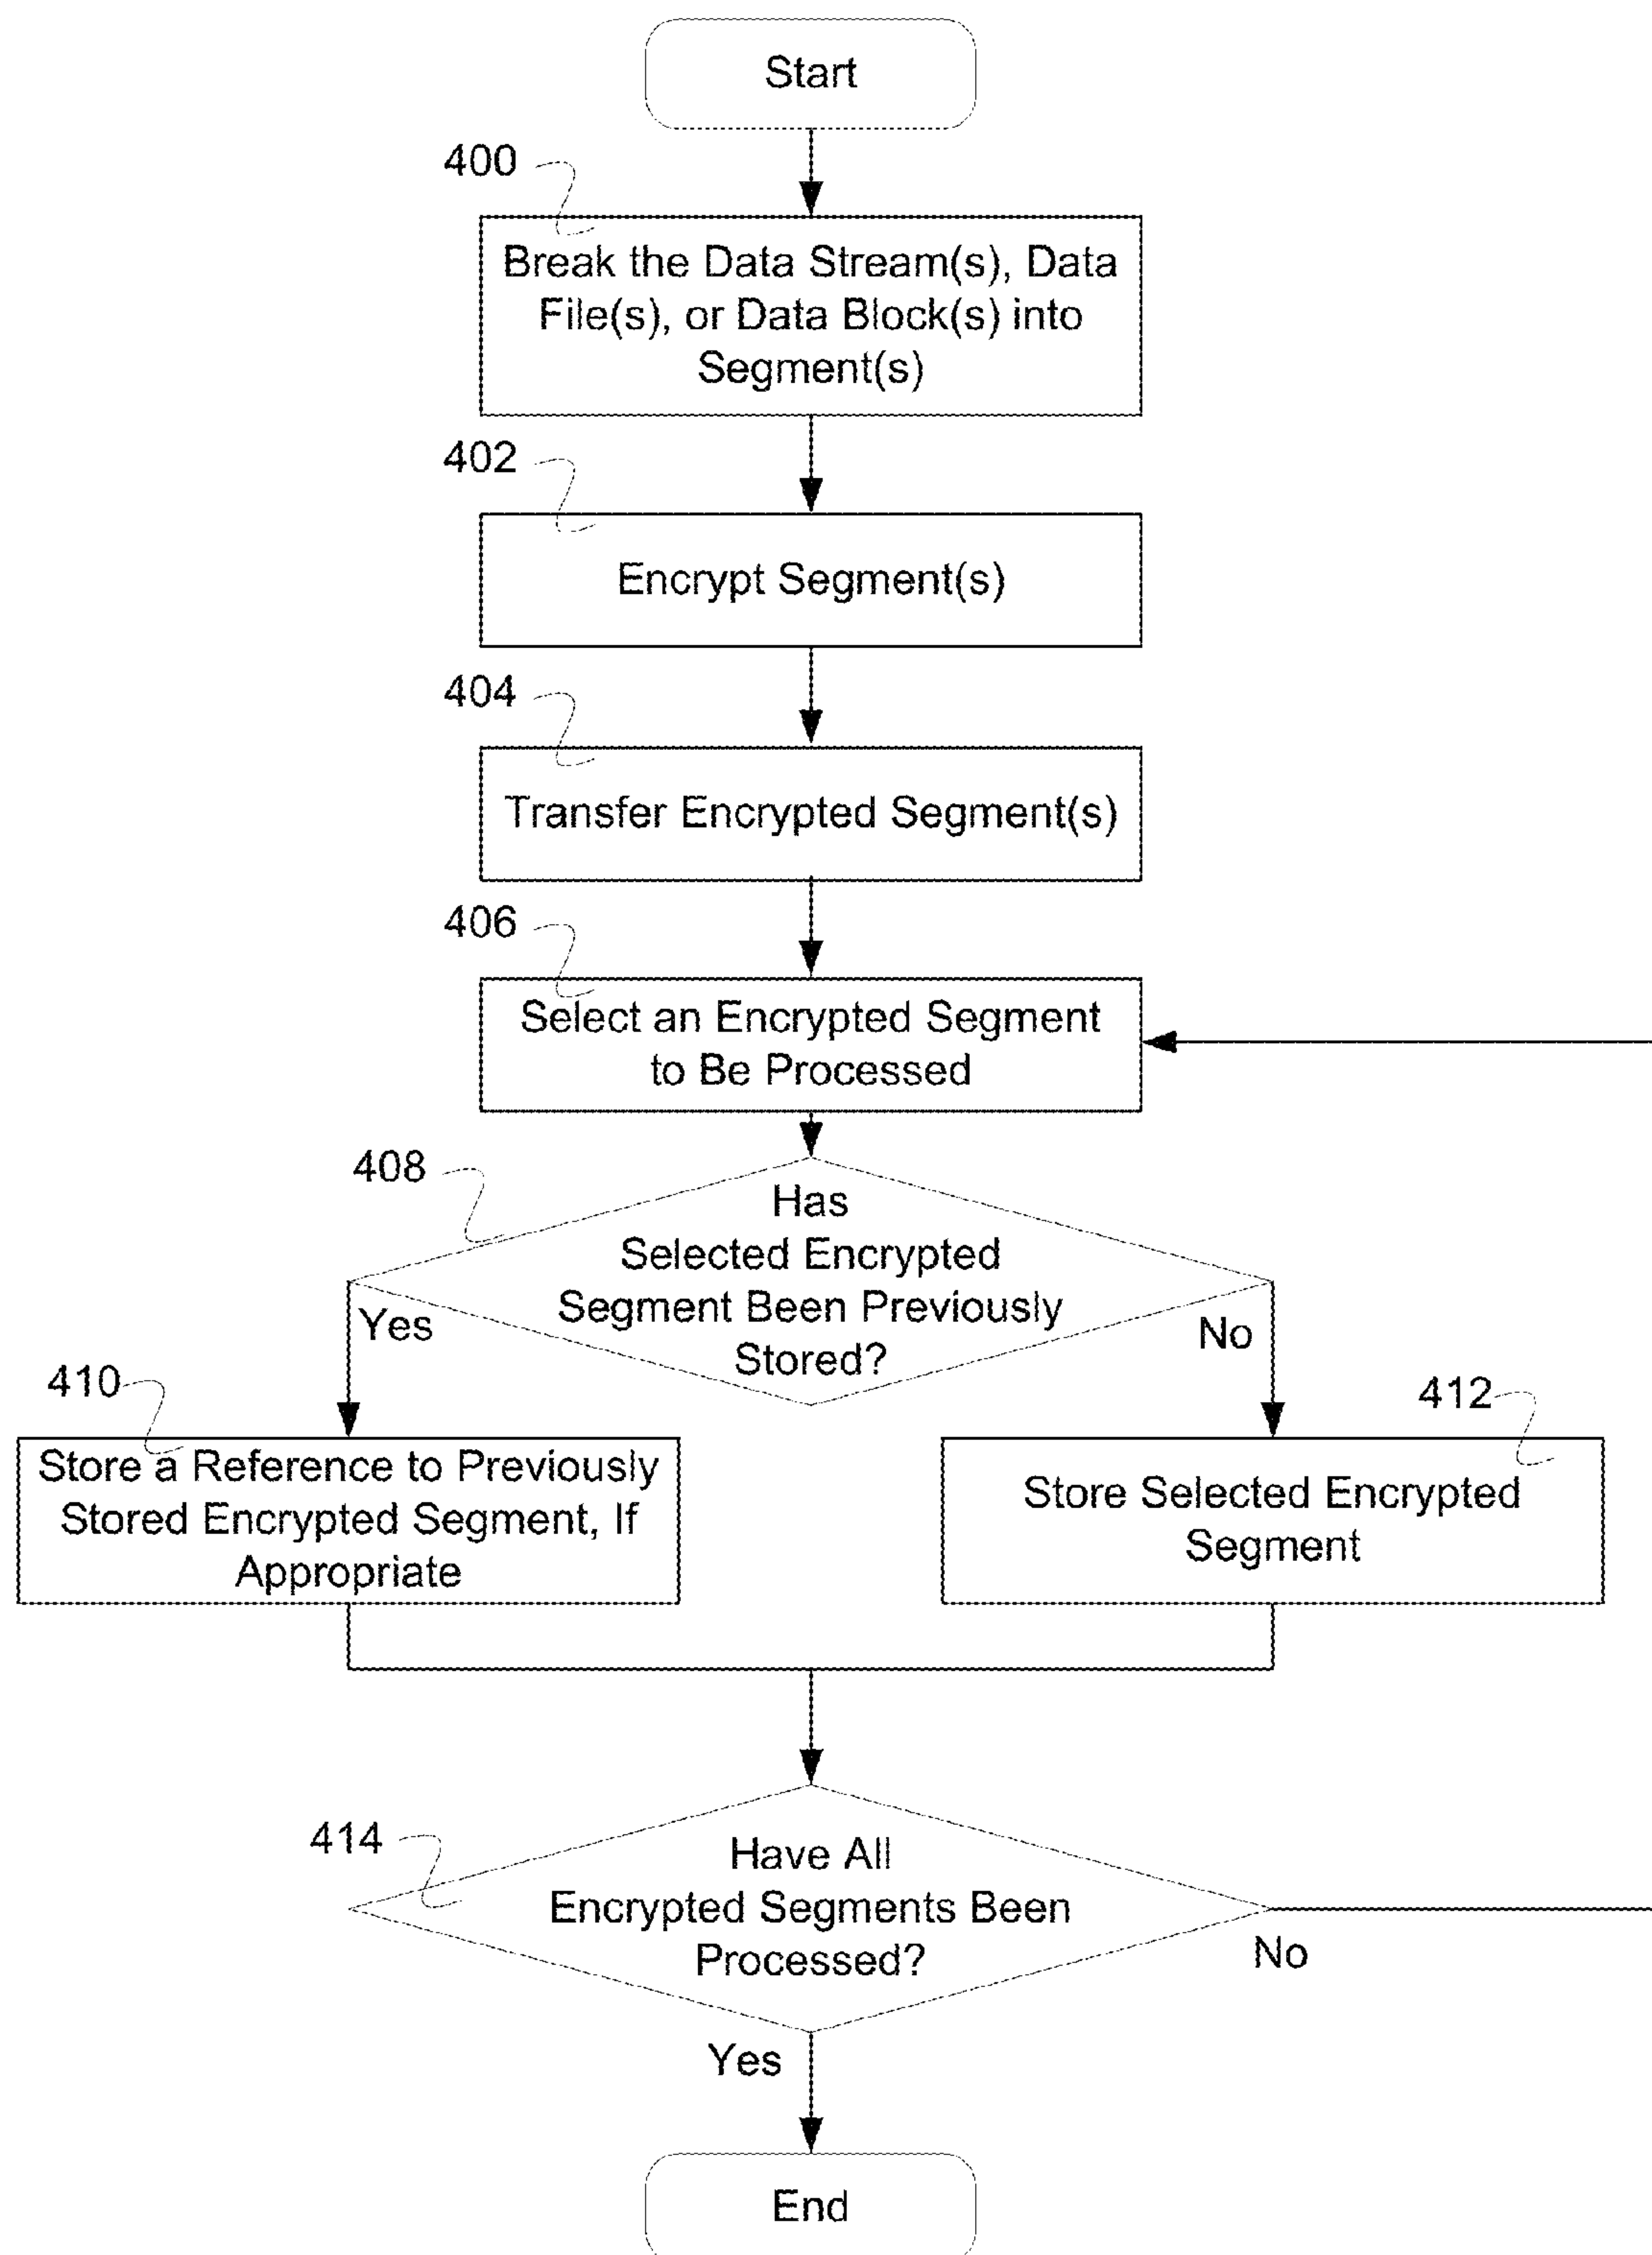 Start
400
Break the Data Stream(s), Data
File(s), or Data Block(s) into
Segment(s)
402
Encrypt Segment(s)
404
Transfer Encrypted Segment(s)
406
Select an Encrypted Segment
to Be Processed
408
Has
Selected Encrypted
Segment Been Previously
Stored?
Yes
No
410
412
Store a Reference to Previously
Stored Encrypted Segment, If
Appropriate
Store Selected Encrypted
Segment
414
Have All
Encrypted Segments Been
Processed?
No
Yes
End